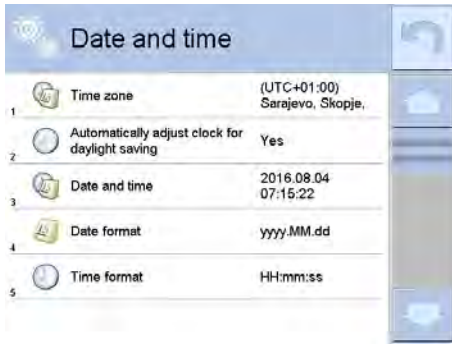 Date and time
1 Time zone (UTC+01:00)
Sarajevo, Skopje,
2 Automatically adjust clock for
daylight saving Yes
3 Date and time 2016.08.04
07:15:22
4 Date format yyyy.MM.dd
5 Time format HH:mm:ss